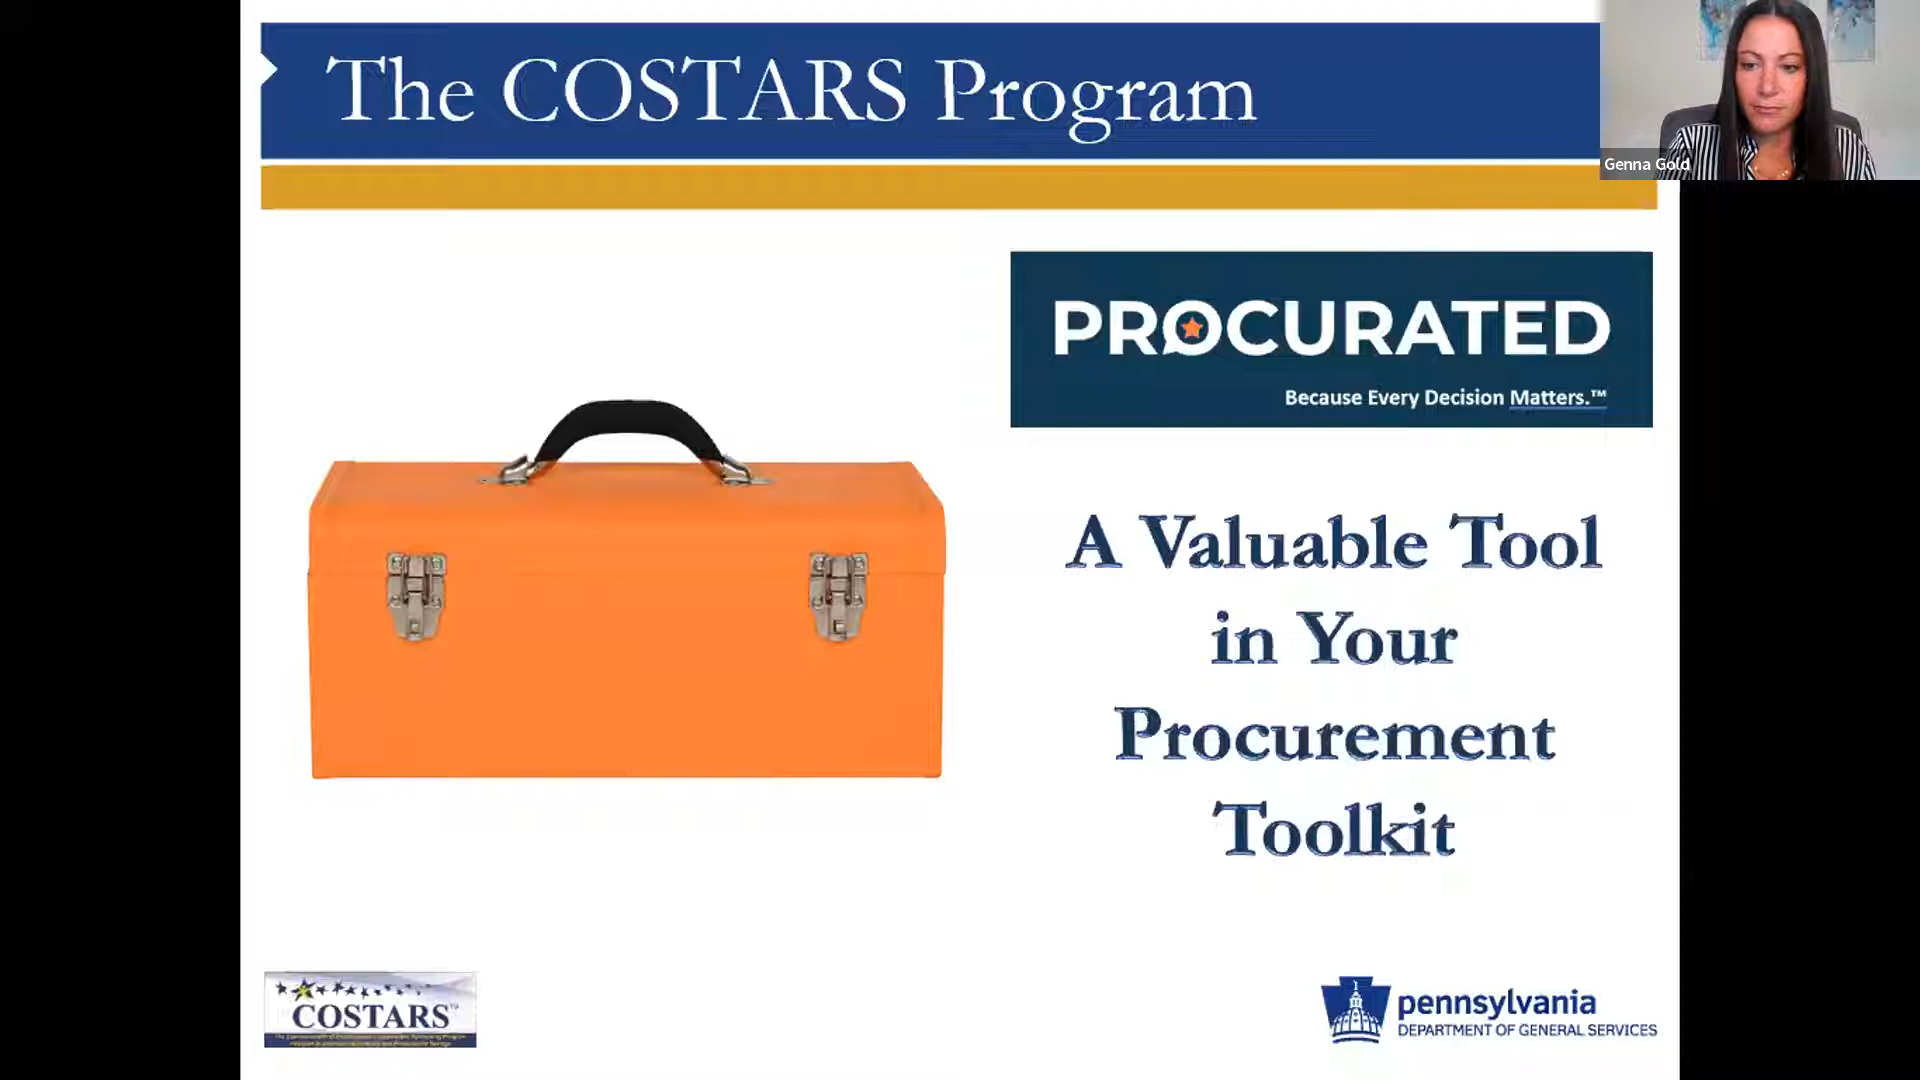 The COSTARS Program
Genna Gold
PROCURATED
Because Every Decision Matters.™
A Valuable Tool
in Your
Procurement
Toolkit
COSTARS™
pennsylvania
DEPARTMENT OF GENERAL SERVICES